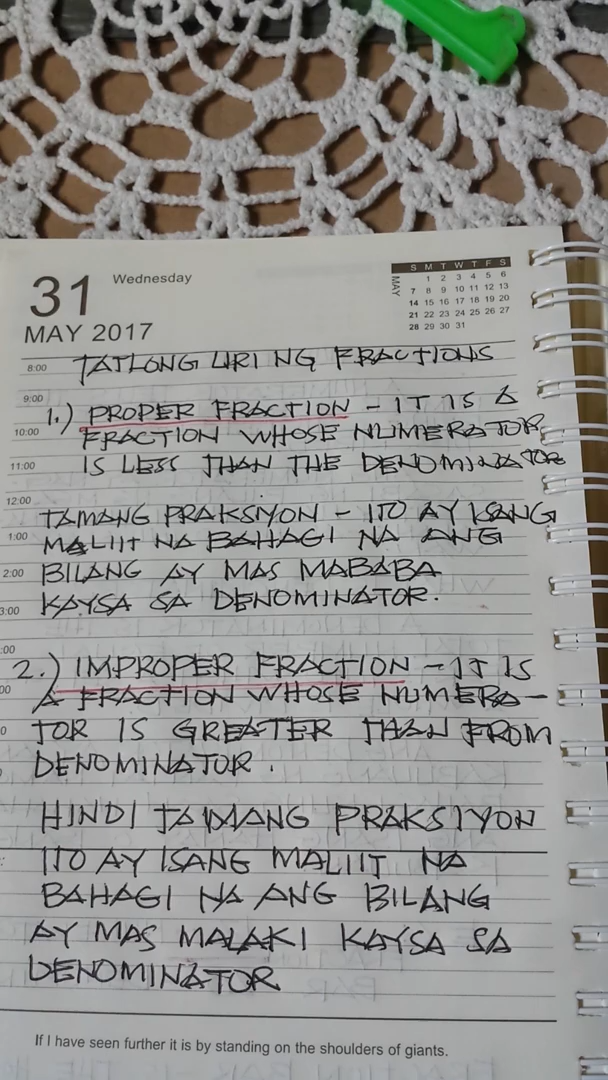 31 Wednesday
MAY 2017
MAY
S M T W T F S
1 2 3 4 5 6
7 8 9 10 11 12 13
14 15 16 17 18 19 20
21 22 23 24 25 26 27
28 29 30 31
8:00 TATLONG URI NG FRACTIONS
9:00
1.) PROPER FRACTION - IT IS A
10:00 FRACTION WHOSE NUMERATOR
11:00 IS LESS THAN THE DENOMINATOR
12:00
TAMANG PRAKSIYON - ITO AY ISANG
1:00 MALIIT NA BAHAGI NA ANG
2:00 BILANG AY MAS MABABA
3:00 KAYSA SA DENOMINATOR.
:00
2.) IMPROPER FRACTION - IT IS
00 A FRACTION WHOSE NUMERA-
0 TOR IS GREATER THAN FROM
DENOMINATOR.
HINDI TAMANG PRAKSIYON
ITO AY ISANG MALIIT NA
BAHAGI NA ANG BILANG
AY MAS MALAKI KAYSA SA
DENOMINATOR
If I have seen further it is by standing on the shoulders of giants.